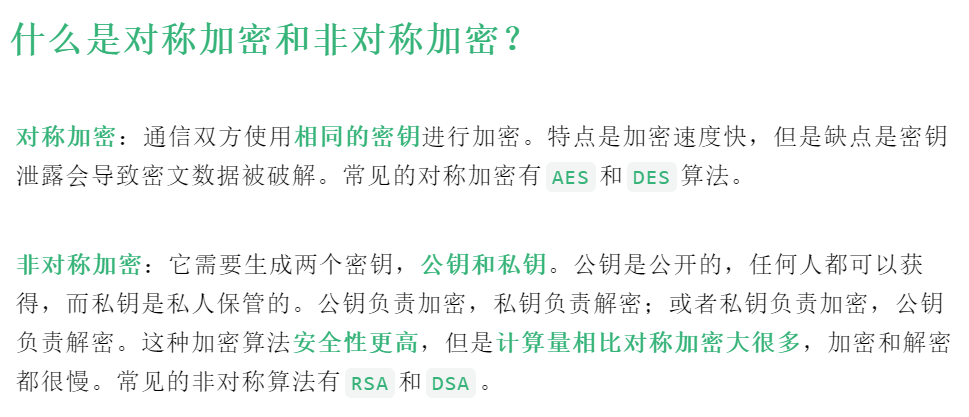 什么是对称加密和非对称加密？
对称加密：通信双方使用相同的密钥进行加密。特点是加密速度快，但是缺点是密钥
泄露会导致密文数据被破解。常见的对称加密有 AES 和 DES 算法。
非对称加密：它需要生成两个密钥，公钥和私钥。公钥是公开的，任何人都可以获
得，而私钥是私人保管的。公钥负责加密，私钥负责解密；或者私钥负责加密，公钥
负责解密。这种加密算法安全性更高，但是计算量相比对称加密大很多，加密和解密
都很慢。常见的非对称算法有 RSA 和 DSA 。